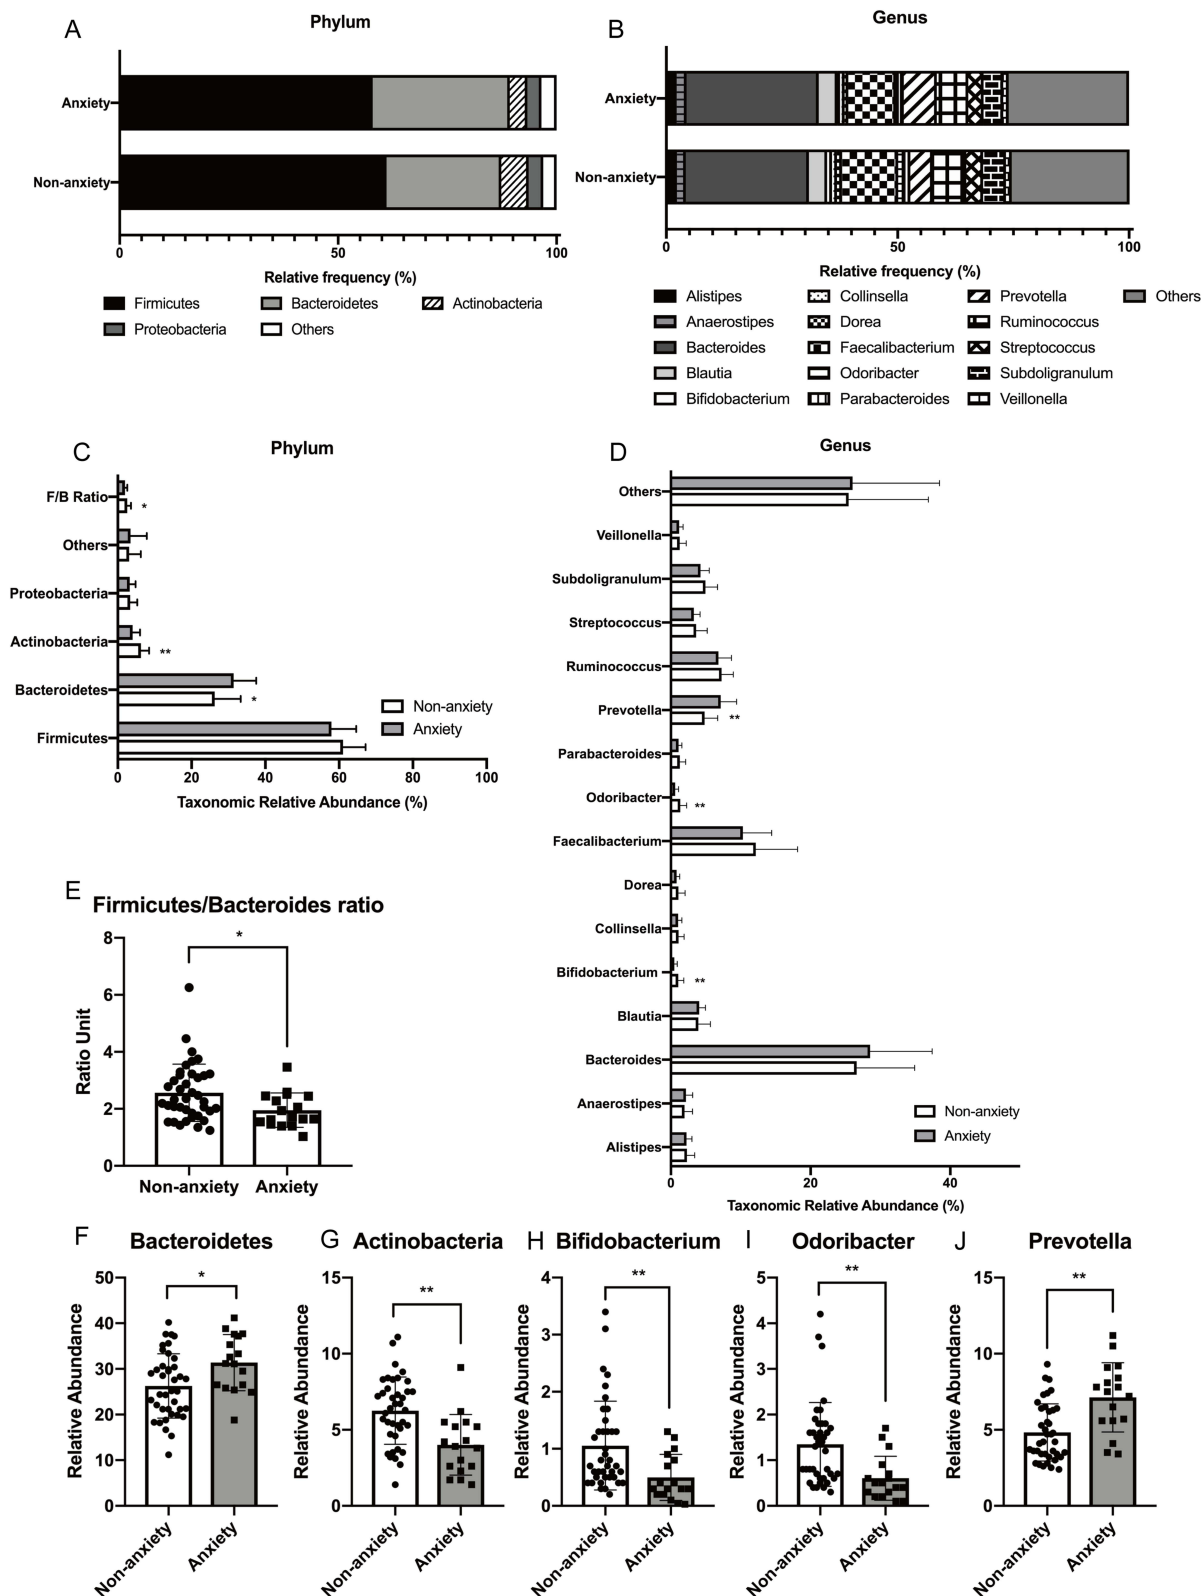 A
Phylum
Anxiety
Non-anxiety
0 50 100
Relative frequency (%)
Firmicutes Bacteroidetes Actinobacteria
Proteobacteria Others
B
Genus
Anxiety
Non-anxiety
0 50 100
Relative frequency (%)
Alistipes Collinsella Prevotella Others
Anaerostipes Dorea Ruminococcus
Bacteroides Faecalibacterium Streptococcus
Blautia Odoribacter Subdoligranulum
Bifidobacterium Parabacteroides Veillonella
C
Phylum
F/B Ratio
*
Others
Proteobacteria
Actinobacteria
**
Bacteroidetes
*
Firmicutes
Non-anxiety
Anxiety
0 20 40 60 80 100
Taxonomic Relative Abundance (%)
D
Genus
Others
Veillonella
Subdoligranulum
Streptococcus
Ruminococcus
Prevotella
**
Parabacteroides
Odoribacter
**
Faecalibacterium
Dorea
Collinsella
Bifidobacterium
**
Blautia
Bacteroides
Anaerostipes
Alistipes
Non-anxiety
Anxiety
0 20 40
Taxonomic Relative Abundance (%)
E
Firmicutes/Bacteroides ratio
*
Ratio Unit
8
6
4
2
0
Non-anxiety Anxiety
F
Bacteroidetes
*
Relative Abundance
50
40
30
20
10
0
Non-anxiety
Anxiety
G
Actinobacteria
**
Relative Abundance
15
10
5
0
Non-anxiety
Anxiety
H
Bifidobacterium
**
Relative Abundance
4
3
2
1
0
Non-anxiety
Anxiety
I
Odoribacter
**
Relative Abundance
5
4
3
2
1
0
Non-anxiety
Anxiety
J
Prevotella
**
Relative Abundance
15
10
5
0
Non-anxiety
Anxiety